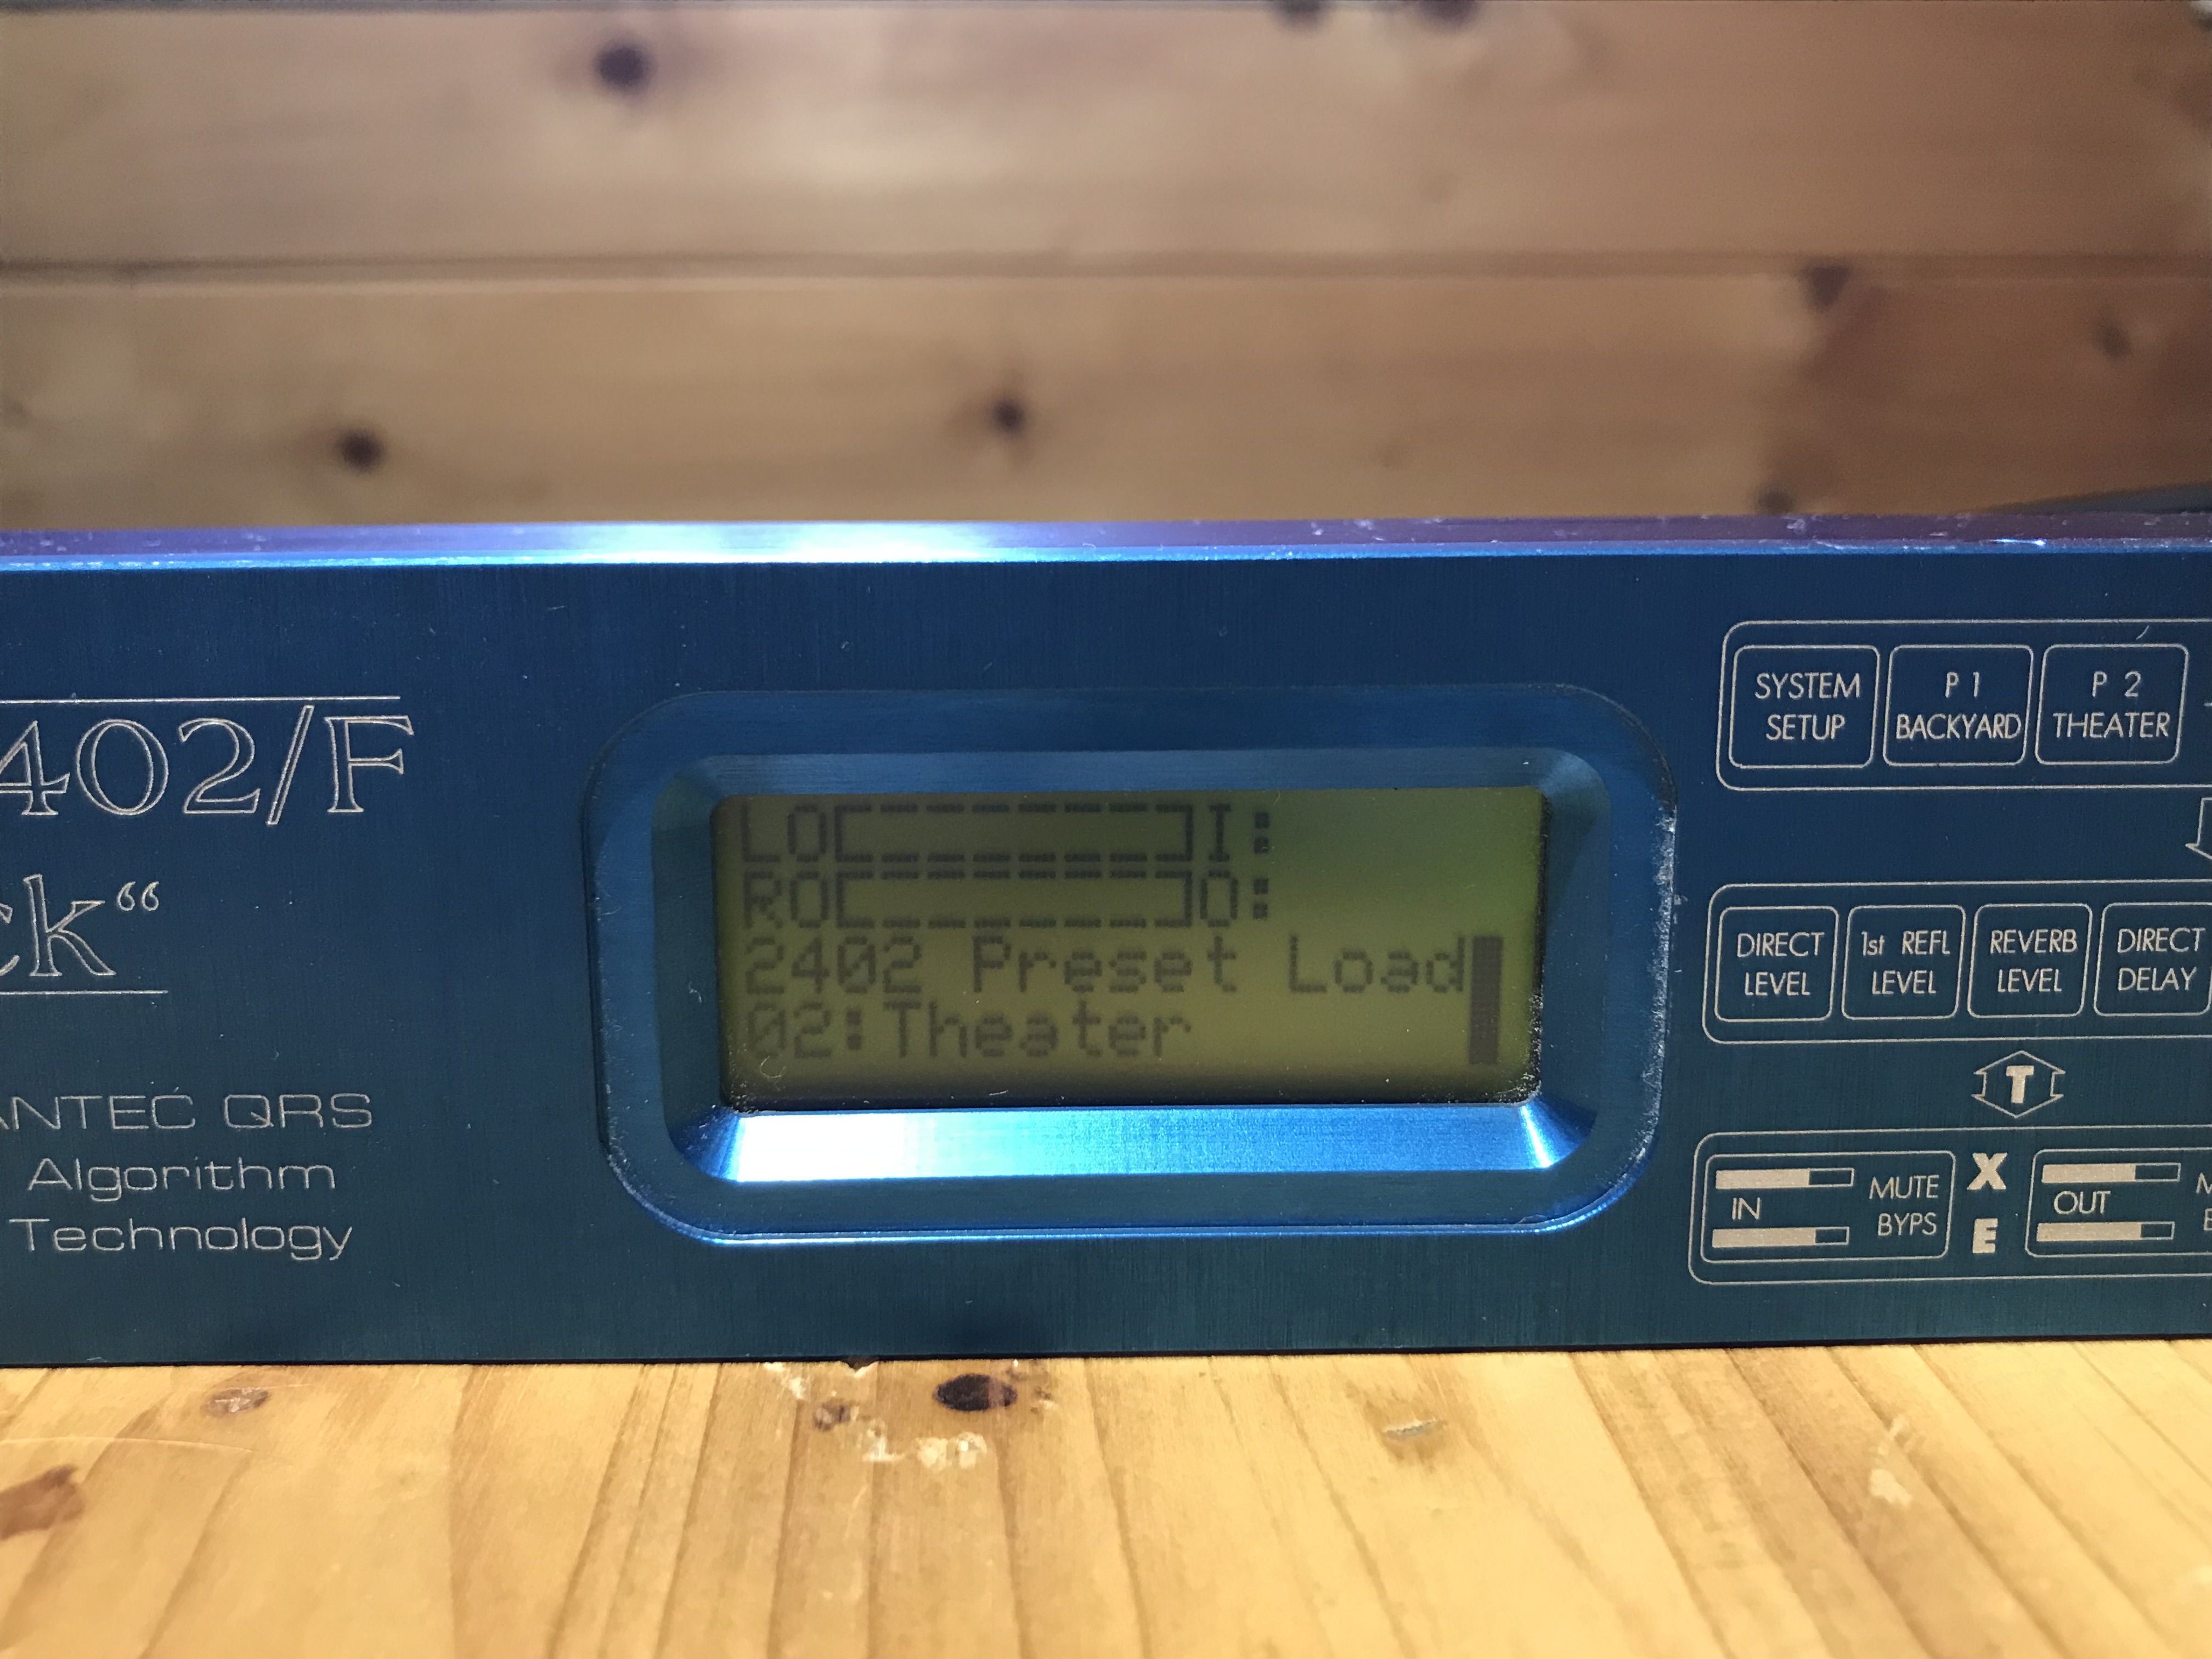 402/F
ck“
ANTEC QRS
Algorithm
Technology
LO[ ]I:
RO[ ]O:
2402 Preset Load
02:Theater
SYSTEM
SETUP
P 1
BACKYARD
P 2
THEATER
DIRECT
LEVEL
1st REFL
LEVEL
REVERB
LEVEL
DIRECT
DELAY
T
IN
MUTE
BYPS
X
E
OUT